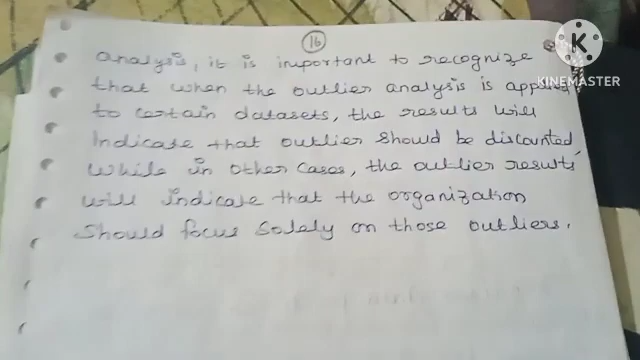 16
analysis, it is important to recognize
that when the outlier analysis is applied
to certain datasets, the results will
Indicate that outlier should be discounted,
While in other cases, the outlier results
will indicate that the organization
should focus solely on those outliers.
KINEMASTER